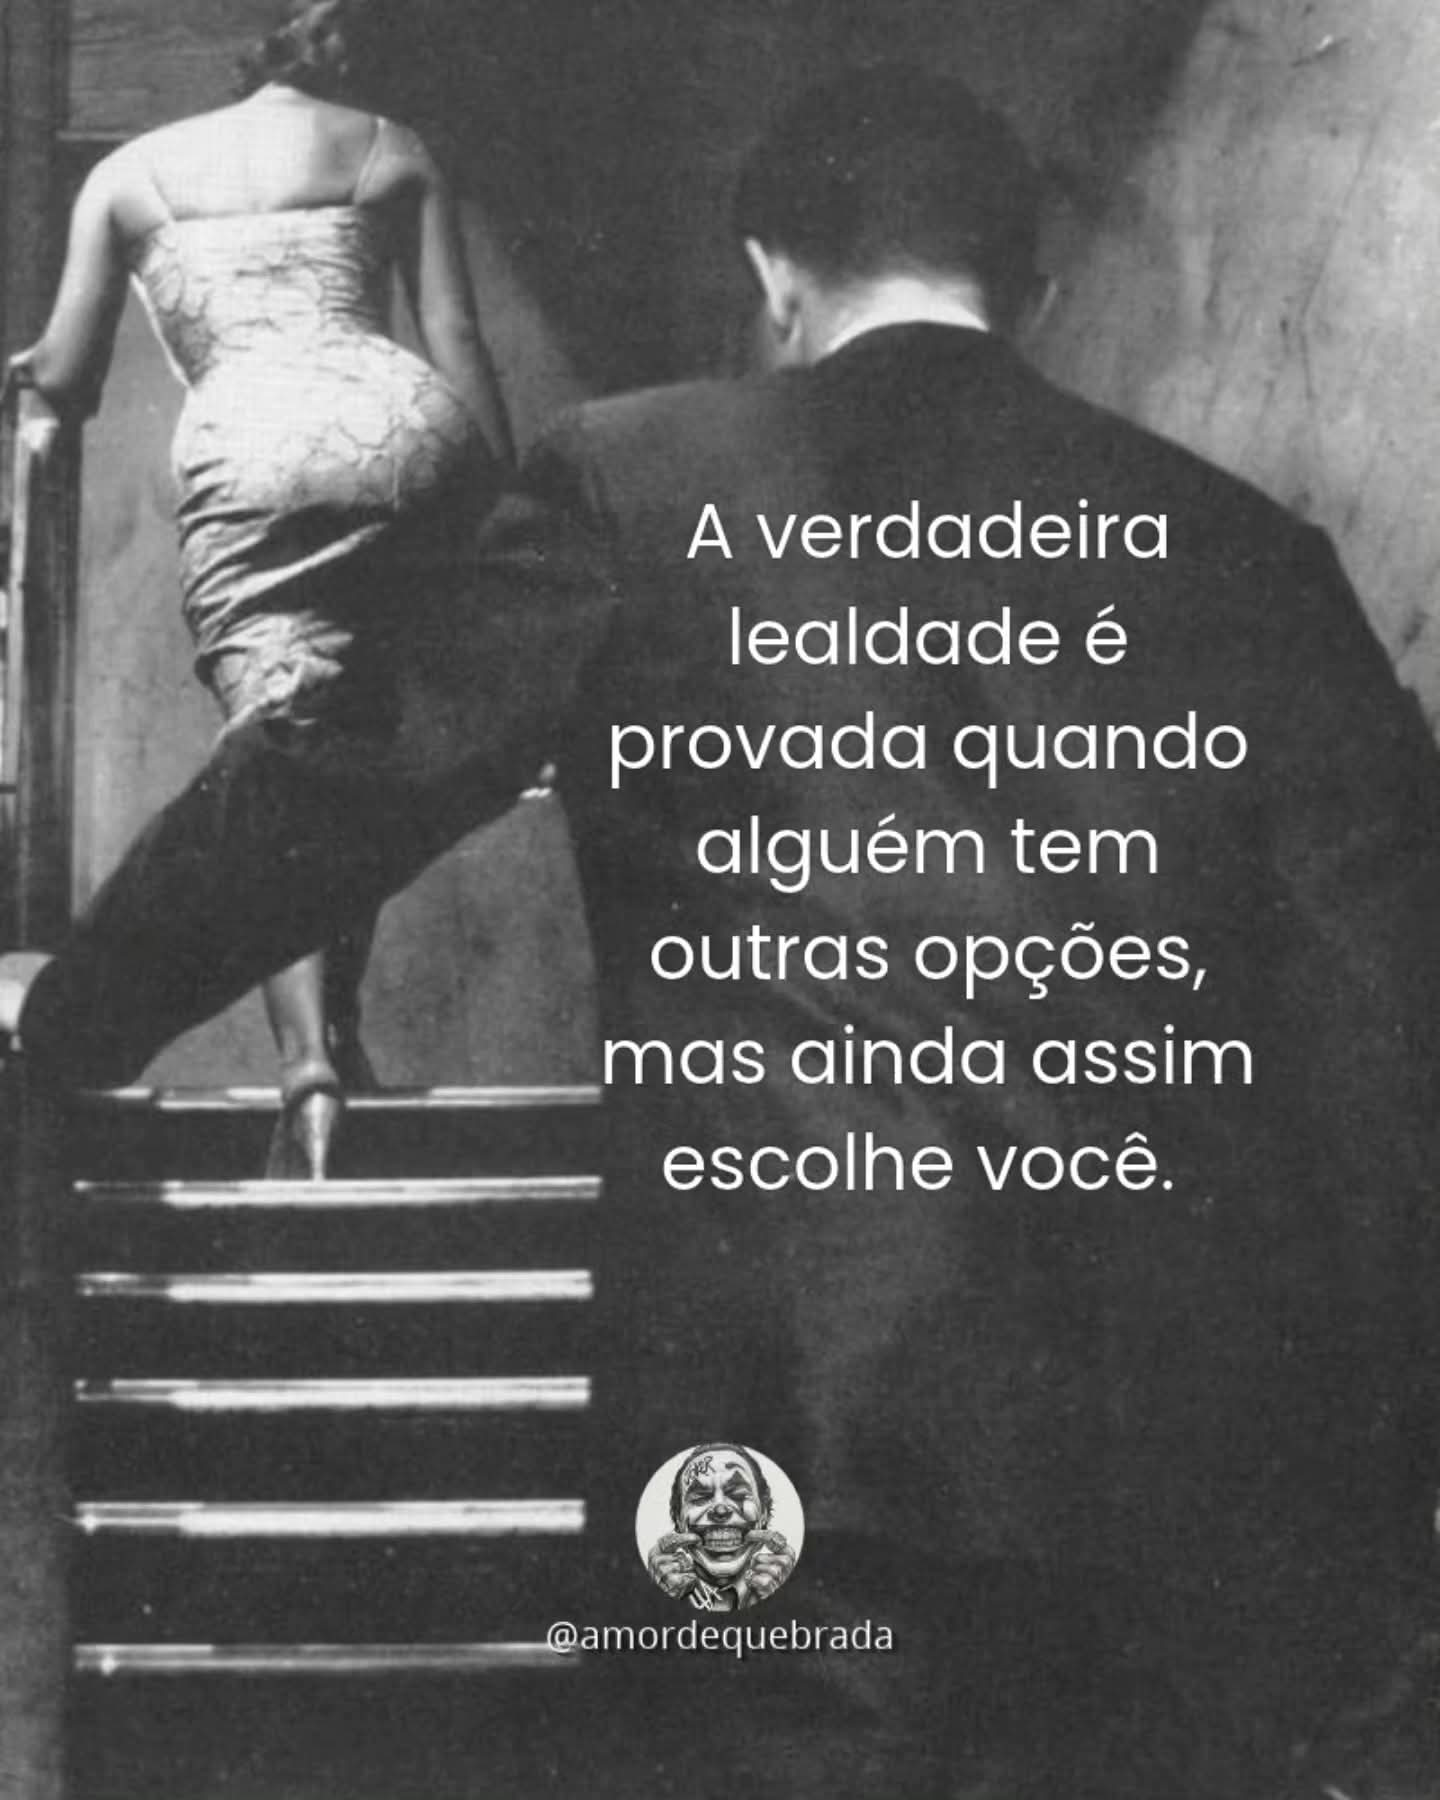 A verdadeira
lealdade é
provada quando
alguém tem
outras opções,
mas ainda assim
escolhe você.
@amordequebrada